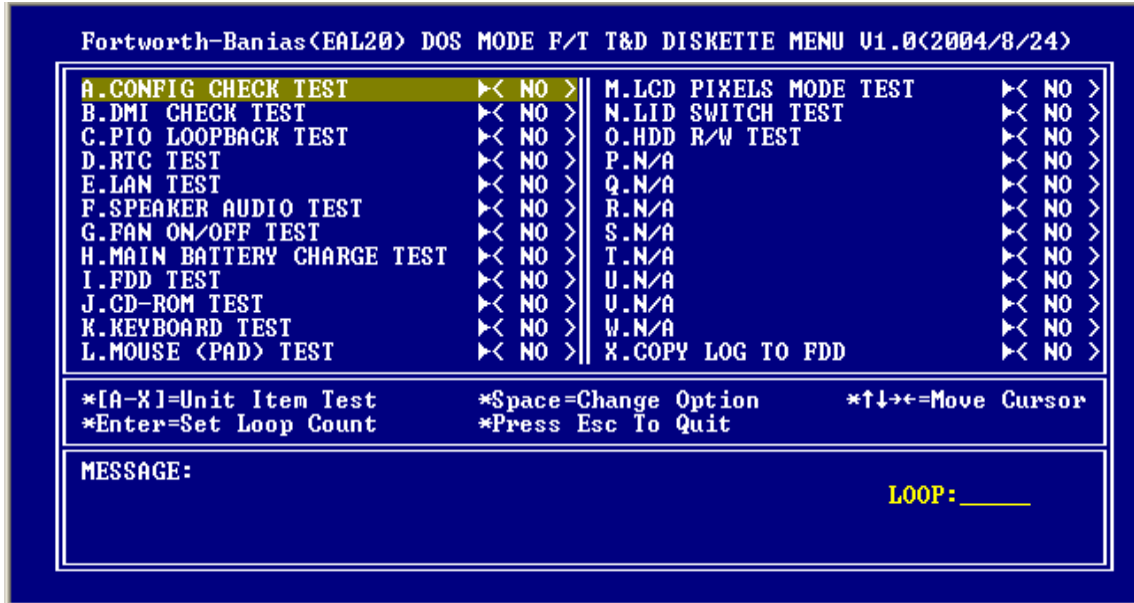 Fortworth-Banias(EAL20) DOS MODE F/T T&D DISKETTE MENU V1.0(2004/8/24)
A.CONFIG CHECK TEST ►< NO >
B.DMI CHECK TEST ►< NO >
C.PIO LOOPBACK TEST ►< NO >
D.RTC TEST ►< NO >
E.LAN TEST ►< NO >
F.SPEAKER AUDIO TEST ►< NO >
G.FAN ON/OFF TEST ►< NO >
H.MAIN BATTERY CHARGE TEST ►< NO >
I.FDD TEST ►< NO >
J.CD-ROM TEST ►< NO >
K.KEYBOARD TEST ►< NO >
L.MOUSE (PAD) TEST ►< NO >
M.LCD PIXELS MODE TEST ►< NO >
N.LID SWITCH TEST ►< NO >
O.HDD R/W TEST ►< NO >
P.N/A ►< NO >
Q.N/A ►< NO >
R.N/A ►< NO >
S.N/A ►< NO >
T.N/A ►< NO >
U.N/A ►< NO >
V.N/A ►< NO >
W.N/A ►< NO >
X.COPY LOG TO FDD ►< NO >
*[A-X]=Unit Item Test *Space=Change Option *↑↓→←=Move Cursor
*Enter=Set Loop Count *Press Esc To Quit
MESSAGE:
LOOP:______